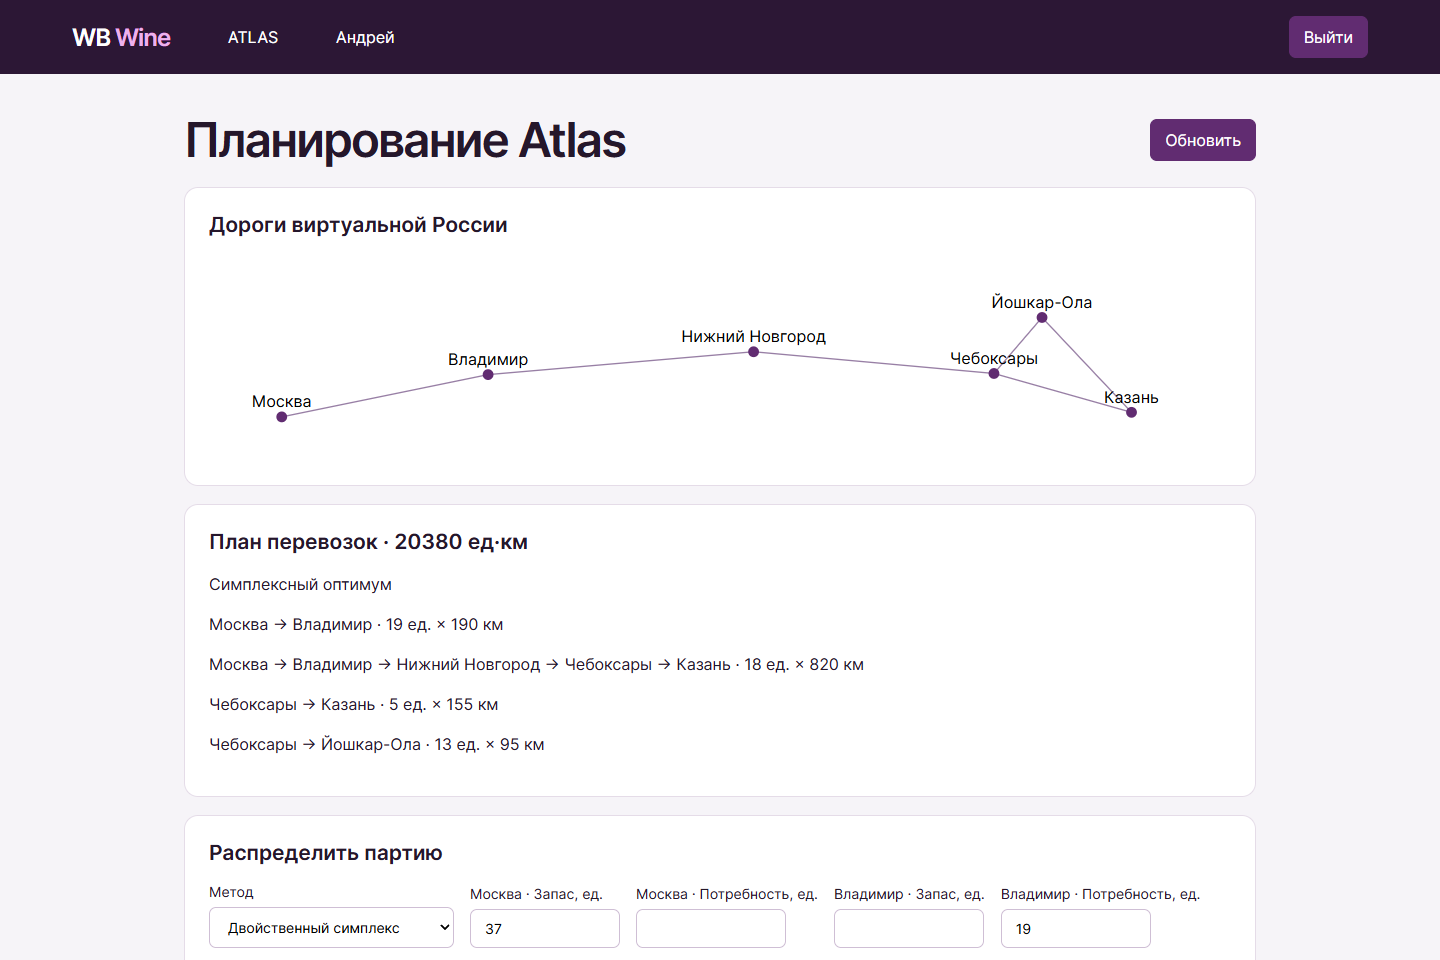 WB Wine ATLAS Андрей Выйти
Планирование Atlas Обновить
Дороги виртуальной России
Йошкар-Ола
Нижний Новгород
Владимир
Чебоксары
Москва
Казань
План перевозок · 20380 ед·км
Симплексный оптимум
Москва → Владимир · 19 ед. × 190 км
Москва → Владимир → Нижний Новгород → Чебоксары → Казань · 18 ед. × 820 км
Чебоксары → Казань · 5 ед. × 155 км
Чебоксары → Йошкар-Ола · 13 ед. × 95 км
Распределить партию
Метод Москва · Запас, ед. Москва · Потребность, ед. Владимир · Запас, ед. Владимир · Потребность, ед.
Двойственный симплекс 37 19